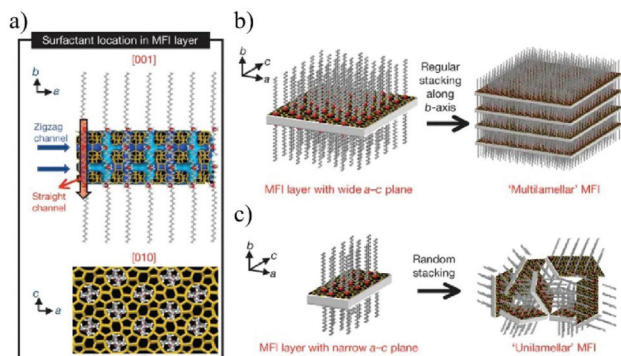 a)
Surfactant location in MFI layer
[001]
b
a
Zigzag
channel
Straight
channel
[010]
c
a
b)
b
c
a
MFI layer with wide a–c plane
Regular
stacking
along
b-axis
'Multilamellar' MFI
c)
b
c
a
MFI layer with narrow a–c plane
Random
stacking
'Unilamellar' MFI